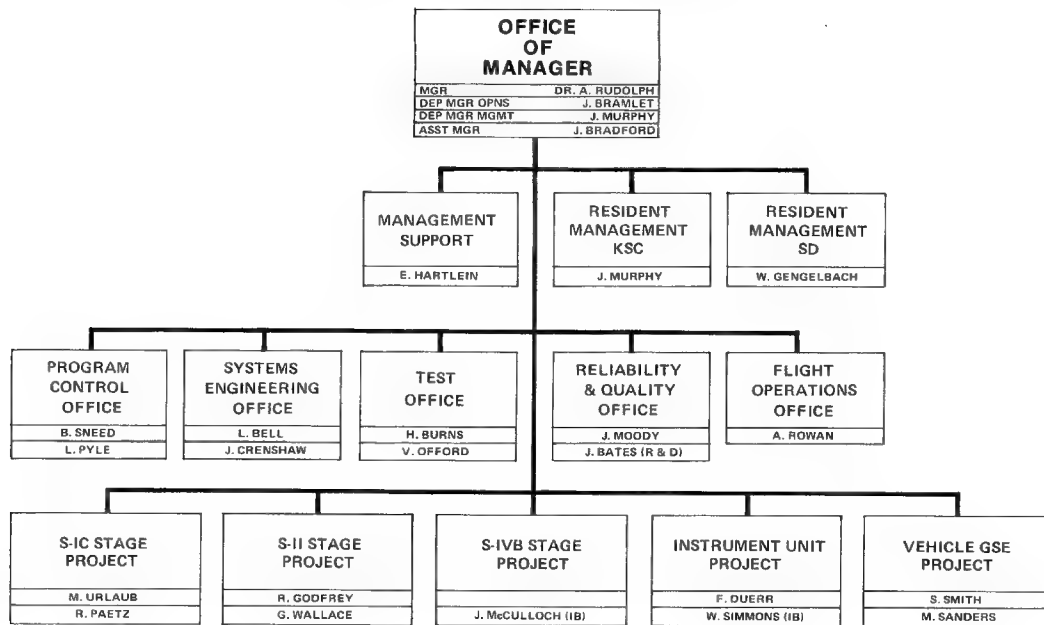 OFFICE
OF
MANAGER
MGR DR. A. RUDOLPH
DEP MGR OPNS J. BRAMLET
DEP MGR MGMT J. MURPHY
ASST MGR J. BRADFORD
MANAGEMENT
SUPPORT
E. HARTLEIN
RESIDENT
MANAGEMENT
KSC
J. MURPHY
RESIDENT
MANAGEMENT
SD
W. GENGELBACH
PROGRAM
CONTROL
OFFICE
B. SNEED
L. PYLE
SYSTEMS
ENGINEERING
OFFICE
L. BELL
J. CRENSHAW
TEST
OFFICE
H. BURNS
V. OFFORD
RELIABILITY
& QUALITY
OFFICE
J. MOODY
J. BATES (R & D)
FLIGHT
OPERATIONS
OFFICE
A. ROWAN
S-IC STAGE
PROJECT
M. URLAUB
R. PAETZ
S-II STAGE
PROJECT
R. GODFREY
G. WALLACE
S-IVB STAGE
PROJECT
J. McCULLOCH (IB)
INSTRUMENT UNIT
PROJECT
F. DUERR
W. SIMMONS (IB)
VEHICLE GSE
PROJECT
S. SMITH
M. SANDERS